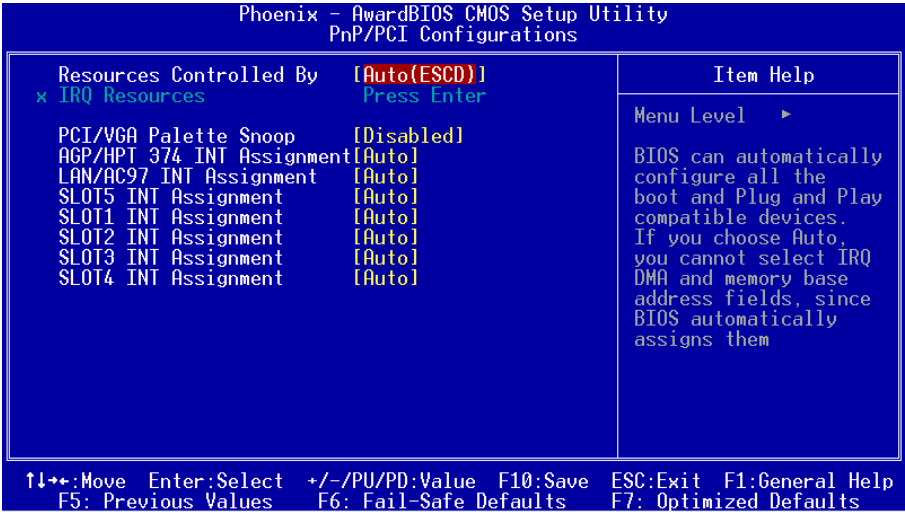 Phoenix - AwardBIOS CMOS Setup Utility
PnP/PCI Configurations
Resources Controlled By [Auto(ESCD)]
x IRQ Resources Press Enter
PCI/VGA Palette Snoop [Disabled]
AGP/HPT 374 INT Assignment[Auto]
LAN/AC97 INT Assignment [Auto]
SLOT5 INT Assignment [Auto]
SLOT1 INT Assignment [Auto]
SLOT2 INT Assignment [Auto]
SLOT3 INT Assignment [Auto]
SLOT4 INT Assignment [Auto]
Item Help
Menu Level ►
BIOS can automatically
configure all the
boot and Plug and Play
compatible devices.
If you choose Auto,
you cannot select IRQ
DMA and memory base
address fields, since
BIOS automatically
assigns them
↑↓→←:Move Enter:Select +/-/PU/PD:Value F10:Save ESC:Exit F1:General Help
F5: Previous Values F6: Fail-Safe Defaults F7: Optimized Defaults